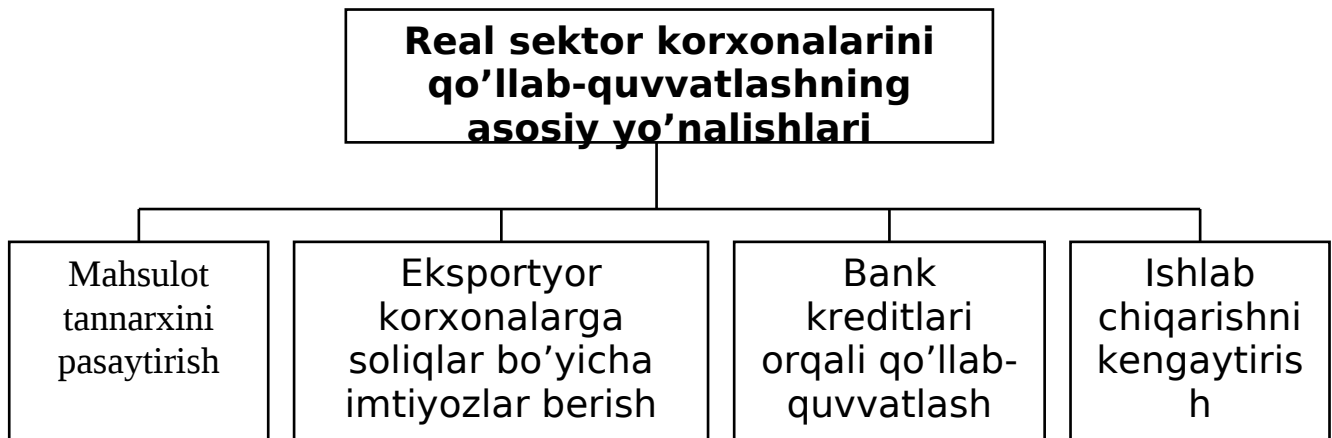 Real sektor korxonalarini
qo’llab-quvvatlashning
asosiy yo’nalishlari
Mahsulot
tannarxini
pasaytirish
Eksportyor
korxonalarga
soliqlar bo’yicha
imtiyozlar berish
Bank
kreditlari
orqali qo’llab-
quvvatlash
Ishlab
chiqarishni
kengaytiris
h